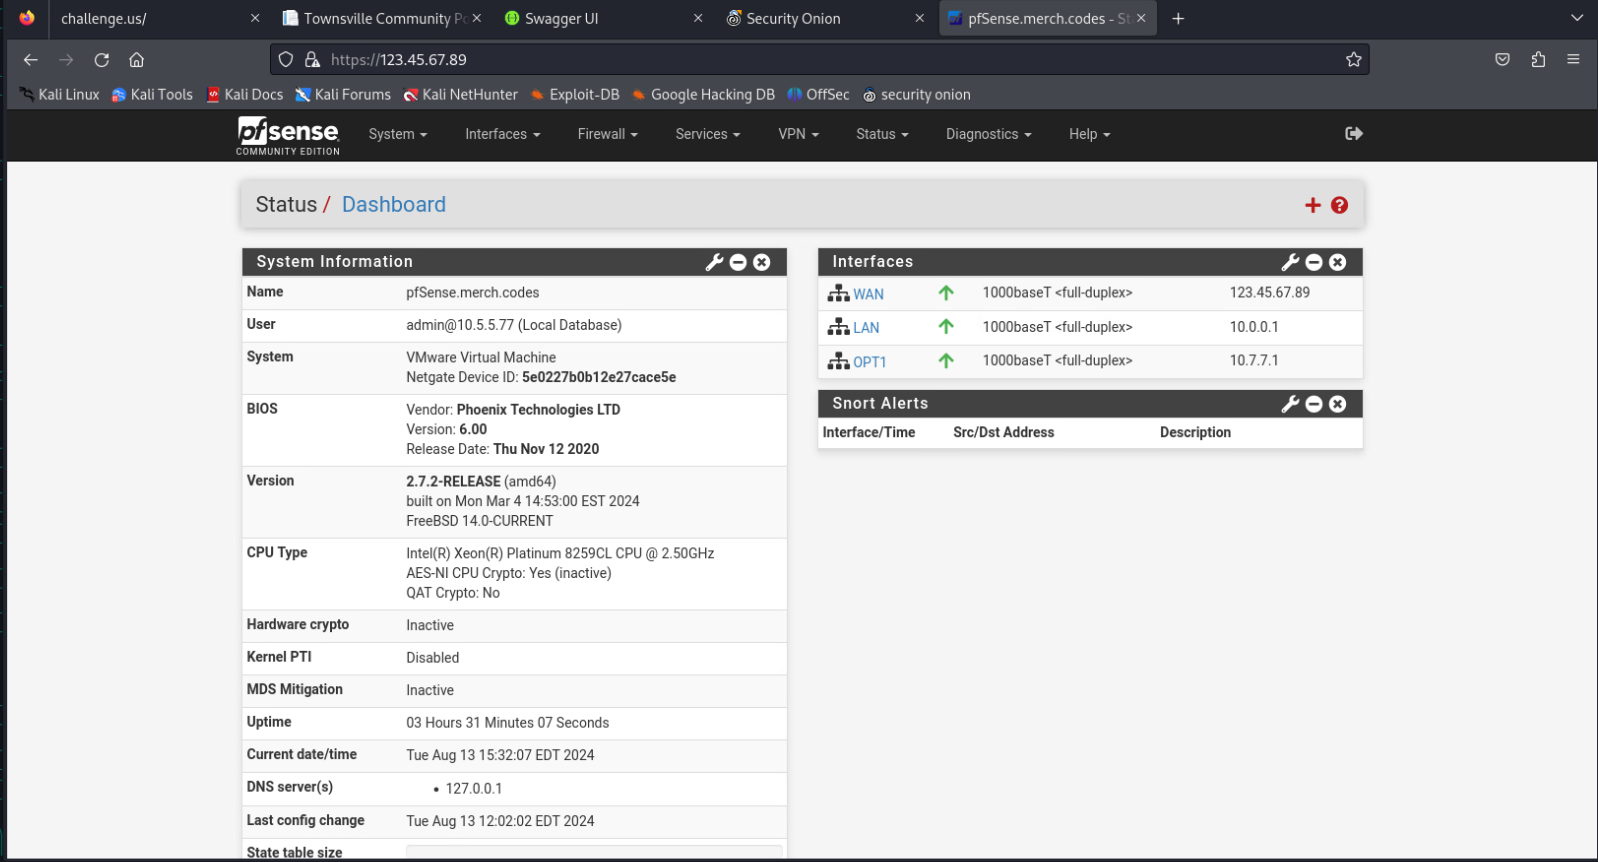 challenge.us/
Townsville Community Po
Swagger UI
Security Onion
pfSense.merch.codes - St
https://123.45.67.89
Kali Linux
Kali Tools
Kali Docs
Kali Forums
Kali NetHunter
Exploit-DB
Google Hacking DB
OffSec
security onion
pfsense
COMMUNITY EDITION
System
Interfaces
Firewall
Services
VPN
Status
Diagnostics
Help
Status / Dashboard
System Information
Name pfSense.merch.codes
User admin@10.5.5.77 (Local Database)
System VMware Virtual Machine
Netgate Device ID: 5e0227b0b12e27cace5e
BIOS Vendor: Phoenix Technologies LTD
Version: 6.00
Release Date: Thu Nov 12 2020
Version 2.7.2-RELEASE (amd64)
built on Mon Mar 4 14:53:00 EST 2024
FreeBSD 14.0-CURRENT
CPU Type Intel(R) Xeon(R) Platinum 8259CL CPU @ 2.50GHz
AES-NI CPU Crypto: Yes (inactive)
QAT Crypto: No
Hardware crypto Inactive
Kernel PTI Disabled
MDS Mitigation Inactive
Uptime 03 Hours 31 Minutes 07 Seconds
Current date/time Tue Aug 13 15:32:07 EDT 2024
DNS server(s) • 127.0.0.1
Last config change Tue Aug 13 12:02:02 EDT 2024
State table size
Interfaces
WAN 1000baseT <full-duplex> 123.45.67.89
LAN 1000baseT <full-duplex> 10.0.0.1
OPT1 1000baseT <full-duplex> 10.7.7.1
Snort Alerts
Interface/Time Src/Dst Address Description